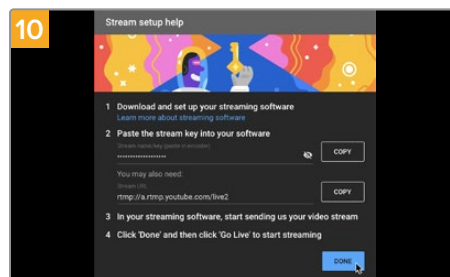 10
Stream setup help
1 Download and set up your streaming software
Learn more about streaming software
2 Paste the stream key into your software
Stream name/key (paste in encoder)
••••••••••••••••••••
COPY
You may also need:
Stream URL
rtmp://a.rtmp.youtube.com/live2
COPY
3 In your streaming software, start sending us your video stream
4 Click 'Done' and then click 'Go Live' to start streaming
DONE